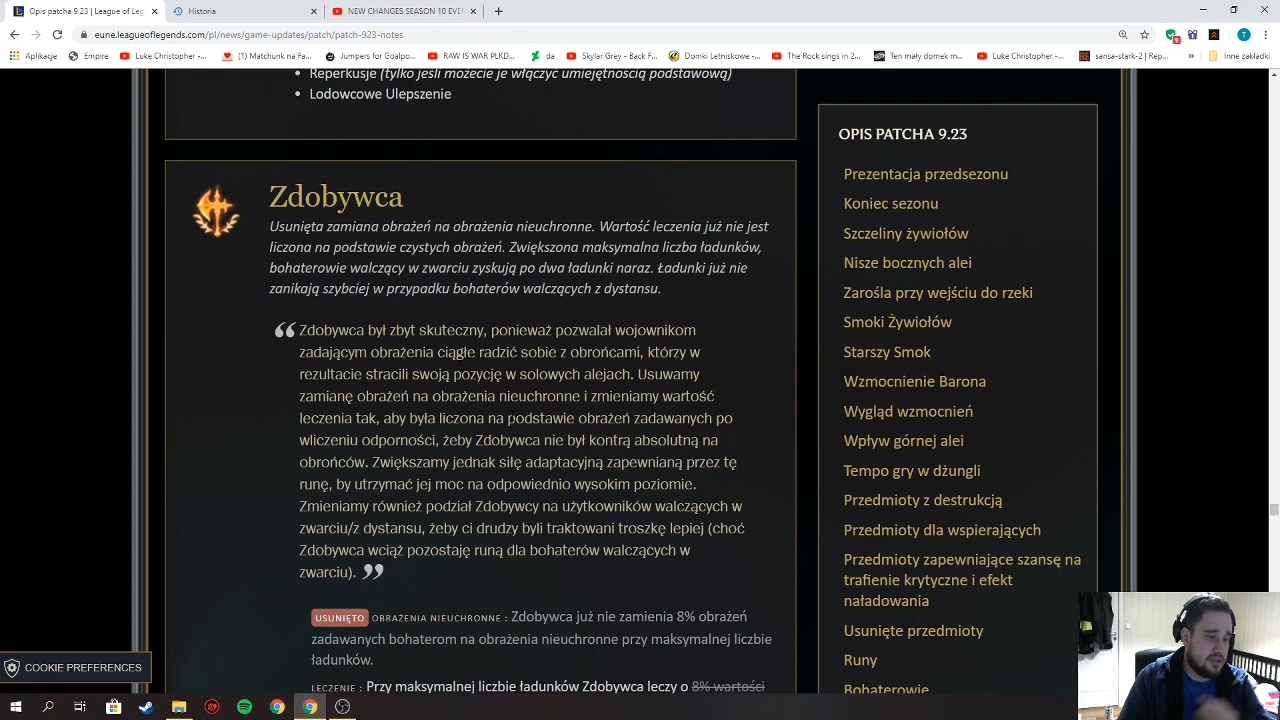 Opis patcha 9.23 | League of Leg
Historia
NEW CHANGES SEASON 10 EVE
eune.leagueoflegends.com/pl/news/game-updates/patch/patch-923-notes
Aplikacje
Luke Christopher -...
Matchunk na Fa...
Jumpers for Goalpo...
RAW IS WAR PLKD...
da
Skylar Grey - Back F...
Domki Letniskowe -...
The Rock sings in 2...
Ten mały domek m...
Luke Christopher -...
sansa-stark-2 | Rep...
»
Inne zakładki
Reperkusje (tylko jeśli możecie je włączyć umiejętnością podstawową)
Lodowcowe Ulepszenie
Zdobywca
Usunięta zamiana obrażeń na obrażenia nieuchronne. Wartość leczenia już nie jest
liczona na podstawie czystych obrażeń. Zwiększona maksymalna liczba ładunków,
bohaterowie walczący w zwarciu zyskują po dwa ładunki naraz. Ładunki już nie
zanikają szybciej w przypadku bohaterów walczących z dystansu.
“ Zdobywca był zbyt skuteczny, ponieważ pozwalał wojownikom
zadającym obrażenia ciągłe radzić sobie z obrońcami, którzy w
rezultacie stracili swoją pozycję w solowych alejach. Usuwamy
zamianę obrażeń na obrażenia nieuchronne i zmieniamy wartość
leczenia tak, aby była liczona na podstawie obrażeń zadawanych po
wliczeniu odporności, żeby Zdobywca nie był kontrą absolutną na
obrońców. Zwiększamy jednak siłę adaptacyjną zapewnianą przez tę
runę, by utrzymać jej moc na odpowiednio wysokim poziomie.
Zmieniamy również podział Zdobywcy na użytkowników walczących w
zwarciu/z dystansu, żeby ci drudzy byli traktowani troszkę lepiej (choć
Zdobywca wciąż pozostaję runą dla bohaterów walczących w
zwarciu). ”
USUNIĘTO OBRAŻENIA NIEUCHRONNE : Zdobywca już nie zamienia 8% obrażeń
zadawanych bohaterom na obrażenia nieuchronne przy maksymalnej liczbie
ładunków.
LECZENIE : Przy maksymalnej liczbie ładunków Zdobywca leczy o 8% wartości
OPIS PATCHA 9.23
Prezentacja przedsezonu
Koniec sezonu
Szczeliny żywiołów
Nisze bocznych alei
Zarośla przy wejściu do rzeki
Smoki Żywiołów
Starszy Smok
Wzmocnienie Barona
Wygląd wzmocnień
Wpływ górnej alei
Tempo gry w dżungli
Przedmioty z destrukcją
Przedmioty dla wspierających
Przedmioty zapewniające szansę na
trafienie krytyczne i efekt
naładowania
Usunięte przedmioty
Runy
Bohaterowie
COOKIE PREFERENCES